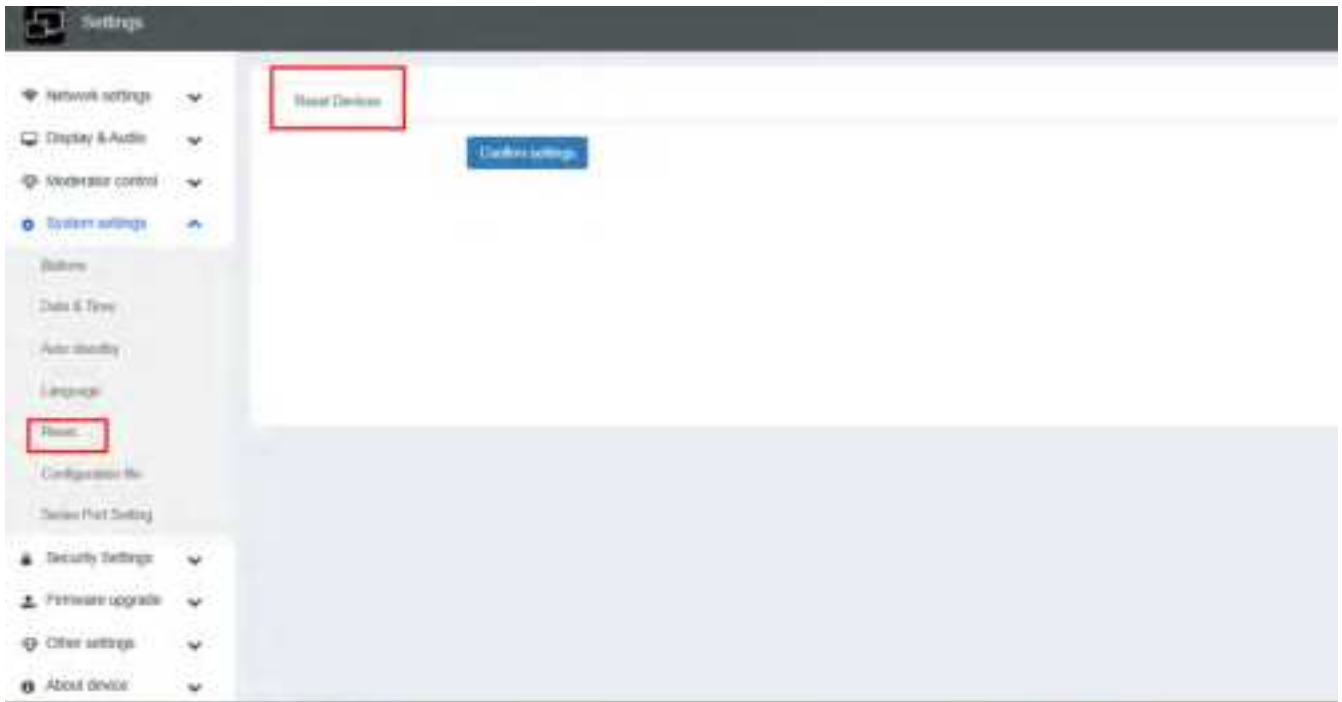 Settings
Network settings
Display & Audio
Moderator control
System settings
Buttons
Date & Time
Auto standby
Language
Reset
Configuration file
Series Port Setting
Security Settings
Firmware upgrade
Other settings
About device
Reset Devices
Confirm settings